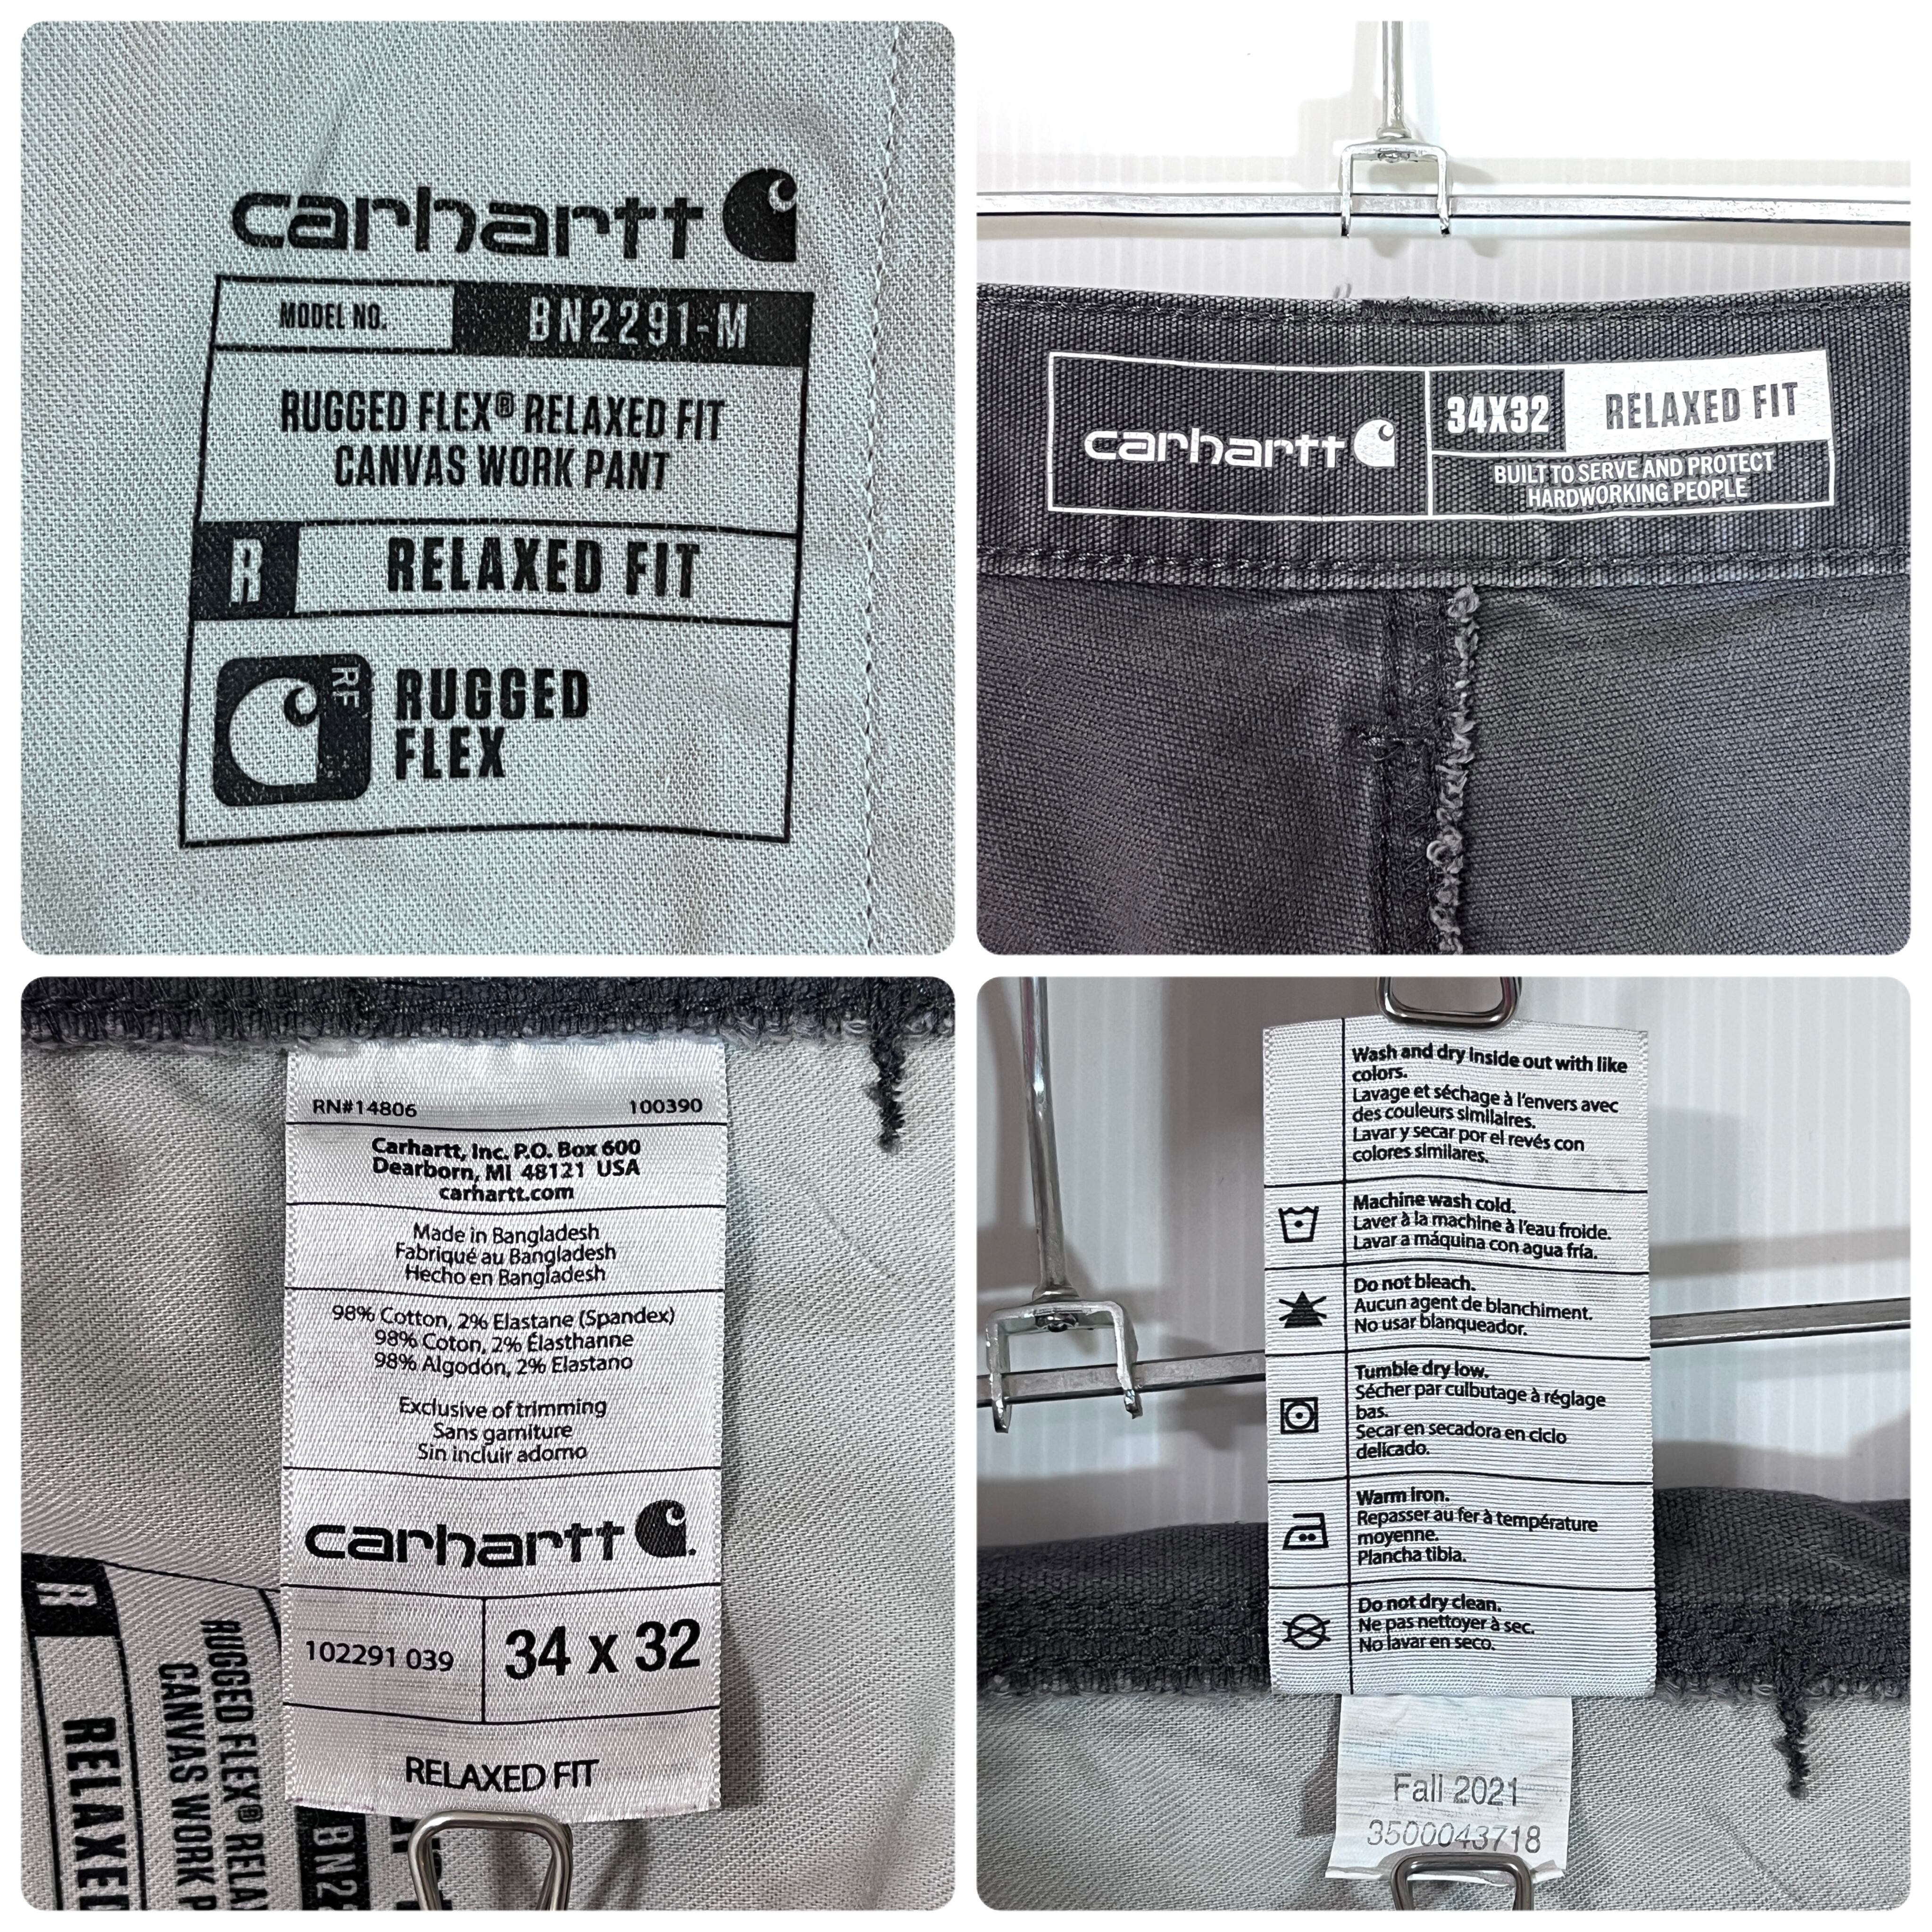 carhartt
MODEL NO. BN2291-M
RUGGED FLEX® RELAXED FIT
CANVAS WORK PANT
R RELAXED FIT
RF
RUGGED
FLEX
carhartt
34X32 RELAXED FIT
BUILT TO SERVE AND PROTECT
HARDWORKING PEOPLE
RN#14806 100390
Carhartt, Inc. P.O. Box 600
Dearborn, MI 48121 USA
carhartt.com
Made in Bangladesh
Fabriqué au Bangladesh
Hecho en Bangladesh
98% Cotton, 2% Elastane (Spandex)
98% Coton, 2% Élasthanne
98% Algodón, 2% Elastano
Exclusive of trimming
Sans garniture
Sin incluir adorno
carhartt
102291 039 34 x 32
RELAXED FIT
R RELAXED
RUGGED FLEX® RELA
CANVAS WORK P
BN22
Wash and dry inside out with like
colors.
Lavage et séchage à l'envers avec
des couleurs similaires.
Lavar y secar por el revés con
colores similares.
Machine wash cold.
Laver à la machine à l'eau froide.
Lavar a máquina con agua fría.
Do not bleach.
Aucun agent de blanchiment.
No usar blanqueador.
Tumble dry low.
Sécher par culbutage à réglage
bas.
Secar en secadora en ciclo
delicado.
Warm iron.
Repasser au fer à température
moyenne.
Plancha tibia.
Do not dry clean.
Ne pas nettoyer à sec.
No lavar en seco.
Fall 2021
3500043718